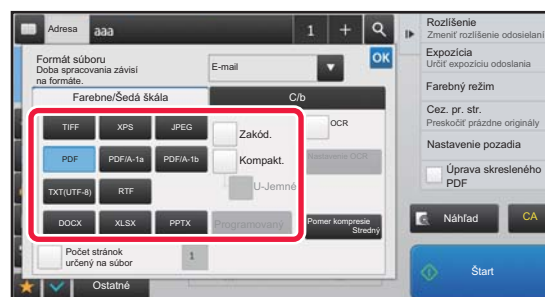 Adresa
aaa
1
Formát súboru
Doba spracovania závisí
na formáte.
E-mail
OK
Farebne/Šedá škála
C/b
TIFF
XPS
JPEG
Zakód.
OCR
PDF
PDF/A-1a
PDF/A-1b
Kompakt.
Nastavenie OCR
U-Jemné
TXT(UTF-8)
RTF
DOCX
XLSX
PPTX
Programovaný
Pomer kompresie
Stredný
Počet stránok
určený na súbor
1
Ostatné
Rozlíšenie
Zmeniť rozlíšenie odosielani
Expozícia
Určiť expozíciu odoslania
Farebný režim
Cez. pr. str.
Preskočiť prázdne originály
Nastavenie pozadia
Úprava skresleného
PDF
Náhľad
CA
Štart